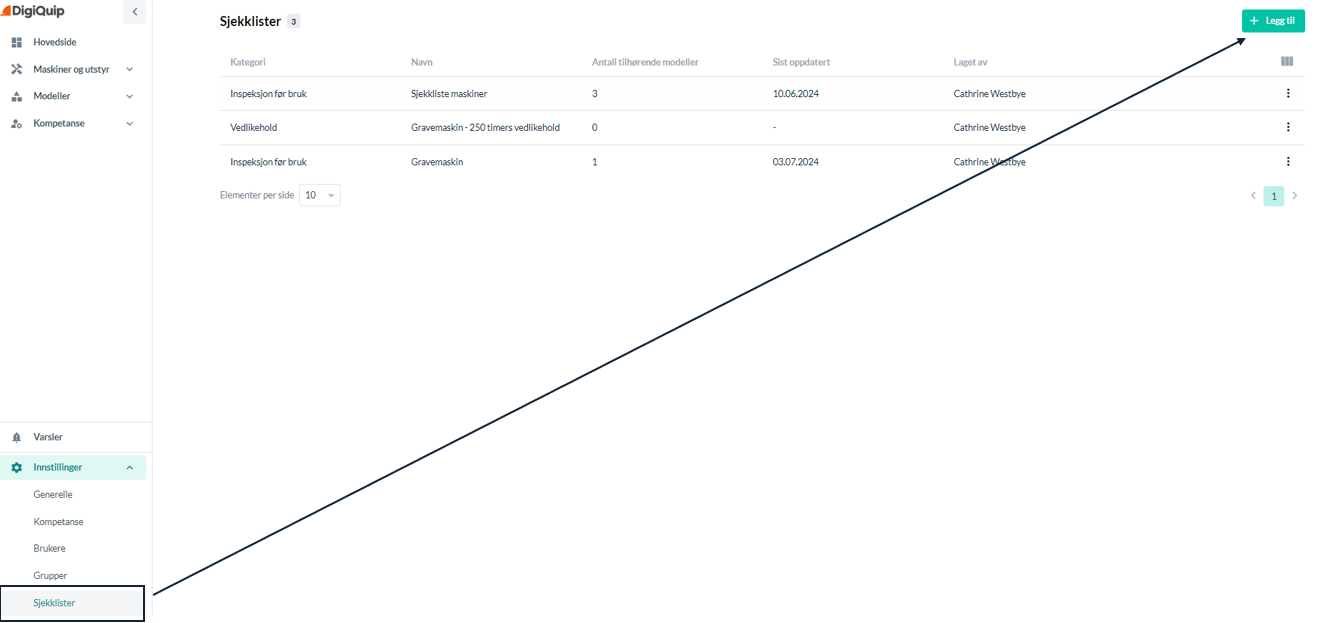 DigiQuip
Hovedside
Maskiner og utstyr
Modeller
Kompetanse
Varsler
Innstillinger
Generelle
Kompetanse
Brukere
Grupper
Sjekklister
Sjekklister 3
+ Legg til
Kategori Navn Antall tilhørende modeller Sist oppdatert Laget av
Inspeksjon før bruk Sjekkliste maskiner 3 10.06.2024 Cathrine Westbye
Vedlikehold Gravemaskin - 250 timers vedlikehold 0 - Cathrine Westbye
Inspeksjon før bruk Gravemaskin 1 03.07.2024 Cathrine Westbye
Elementer per side 10
1